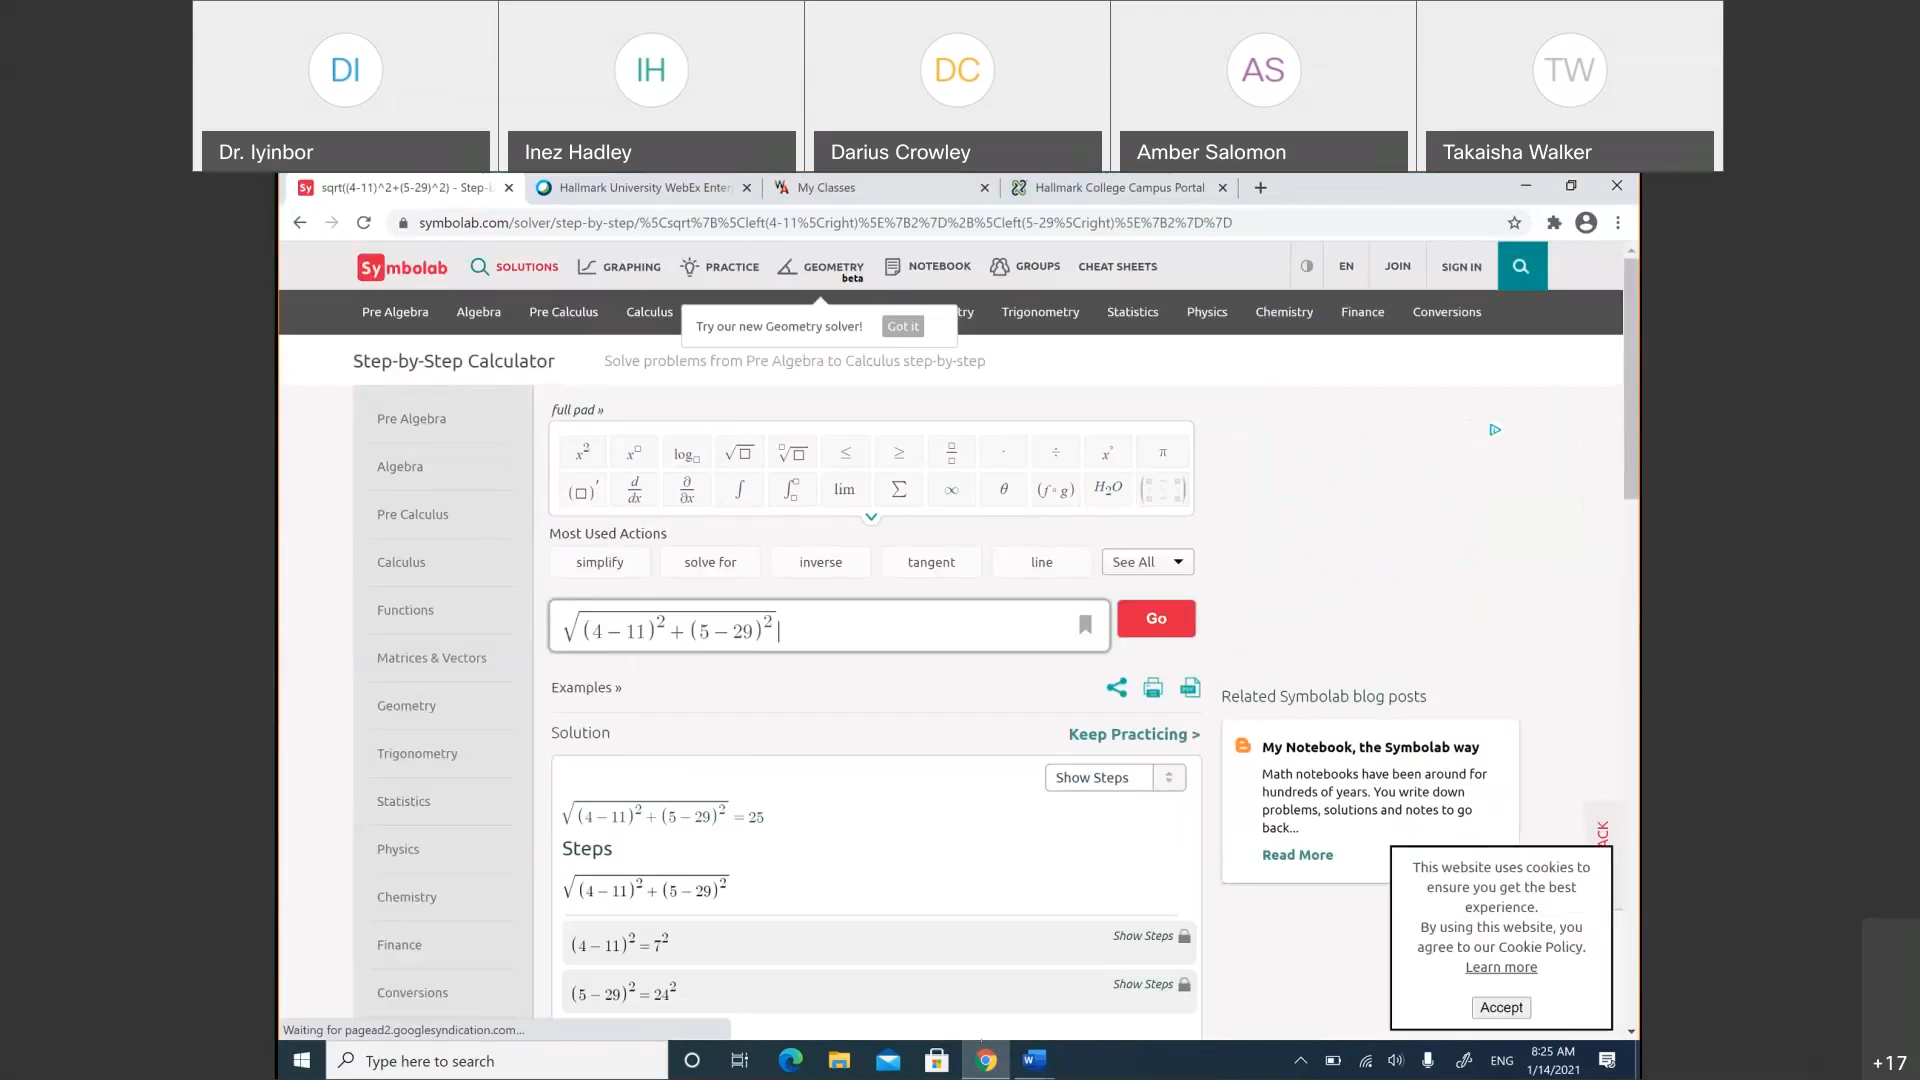 DI
IH
DC
AS
TW
Dr. Iyinbor
Inez Hadley
Darius Crowley
Amber Salomon
Takaisha Walker
Sy sqrt((4-11)^2+(5-29)^2) - Step-b
Hallmark University WebEx Enter
My Classes
Hallmark College Campus Portal
symbolab.com/solver/step-by-step/%5Csqrt%7B%5Cleft(4-11%5Cright)%5E%7B2%7D%2B%5Cleft(5-29%5Cright)%5E%7B2%7D%7D
Symbolab
SOLUTIONS
GRAPHING
PRACTICE
GEOMETRY
beta
NOTEBOOK
GROUPS
CHEAT SHEETS
EN
JOIN
SIGN IN
Pre Algebra
Algebra
Pre Calculus
Calculus
try
Trigonometry
Statistics
Physics
Chemistry
Finance
Conversions
Try our new Geometry solver!
Got it
Step-by-Step Calculator
Solve problems from Pre Algebra to Calculus step-by-step
Pre Algebra
Algebra
Pre Calculus
Calculus
Functions
Geometry
Matrices & Vectors
Trigonometry
Statistics
Physics
Chemistry
Finance
Conversions
full pad »
x² x^□ log□ √□ □√□ ≤ ≥ □/□ · ÷ x° π
(□)′ d/dx ∂/∂x ∫ ∫□□ lim ∑ ∞ θ (f∘g) H₂O
Most Used Actions
simplify
solve for
inverse
tangent
line
See All
√((4−11)²+(5−29)²)
Go
Examples »
Solution
Keep Practicing >
Show Steps
√((4−11)²+(5−29)²) = 25
Steps
√((4−11)²+(5−29)²)
(4−11)² = 7²
Show Steps
(5−29)² = 24²
Show Steps
Related Symbolab blog posts
My Notebook, the Symbolab way
Math notebooks have been around for
hundreds of years. You write down
problems, solutions and notes to go
back...
Read More
ACK
This website uses cookies to
ensure you get the best
experience.
By using this website, you
agree to our Cookie Policy.
Learn more
Accept
Waiting for pagead2.googlesyndication.com...
Type here to search
ENG
8:25 AM
1/14/2021
+17